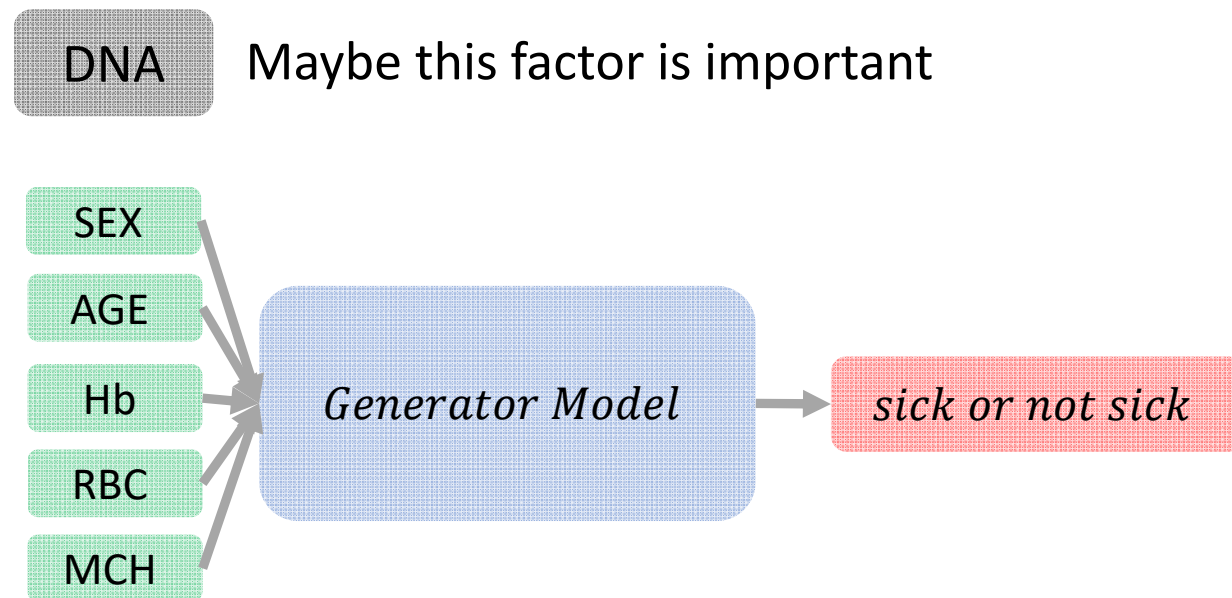 DNA Maybe this factor is important
SEX
AGE
Hb
Generator Model
sick or not sick
RBC
MCH